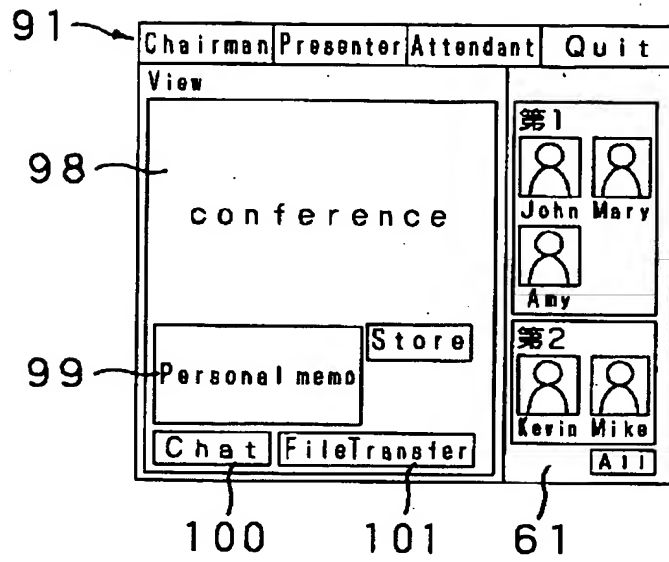 91
Chairman Presenter Attendant Quit
View
98
conference
第1
John Mary
Amy
99
Personal memo
Store
第2
Kevin Mike
Chat FileTransfer
All
100 101 61